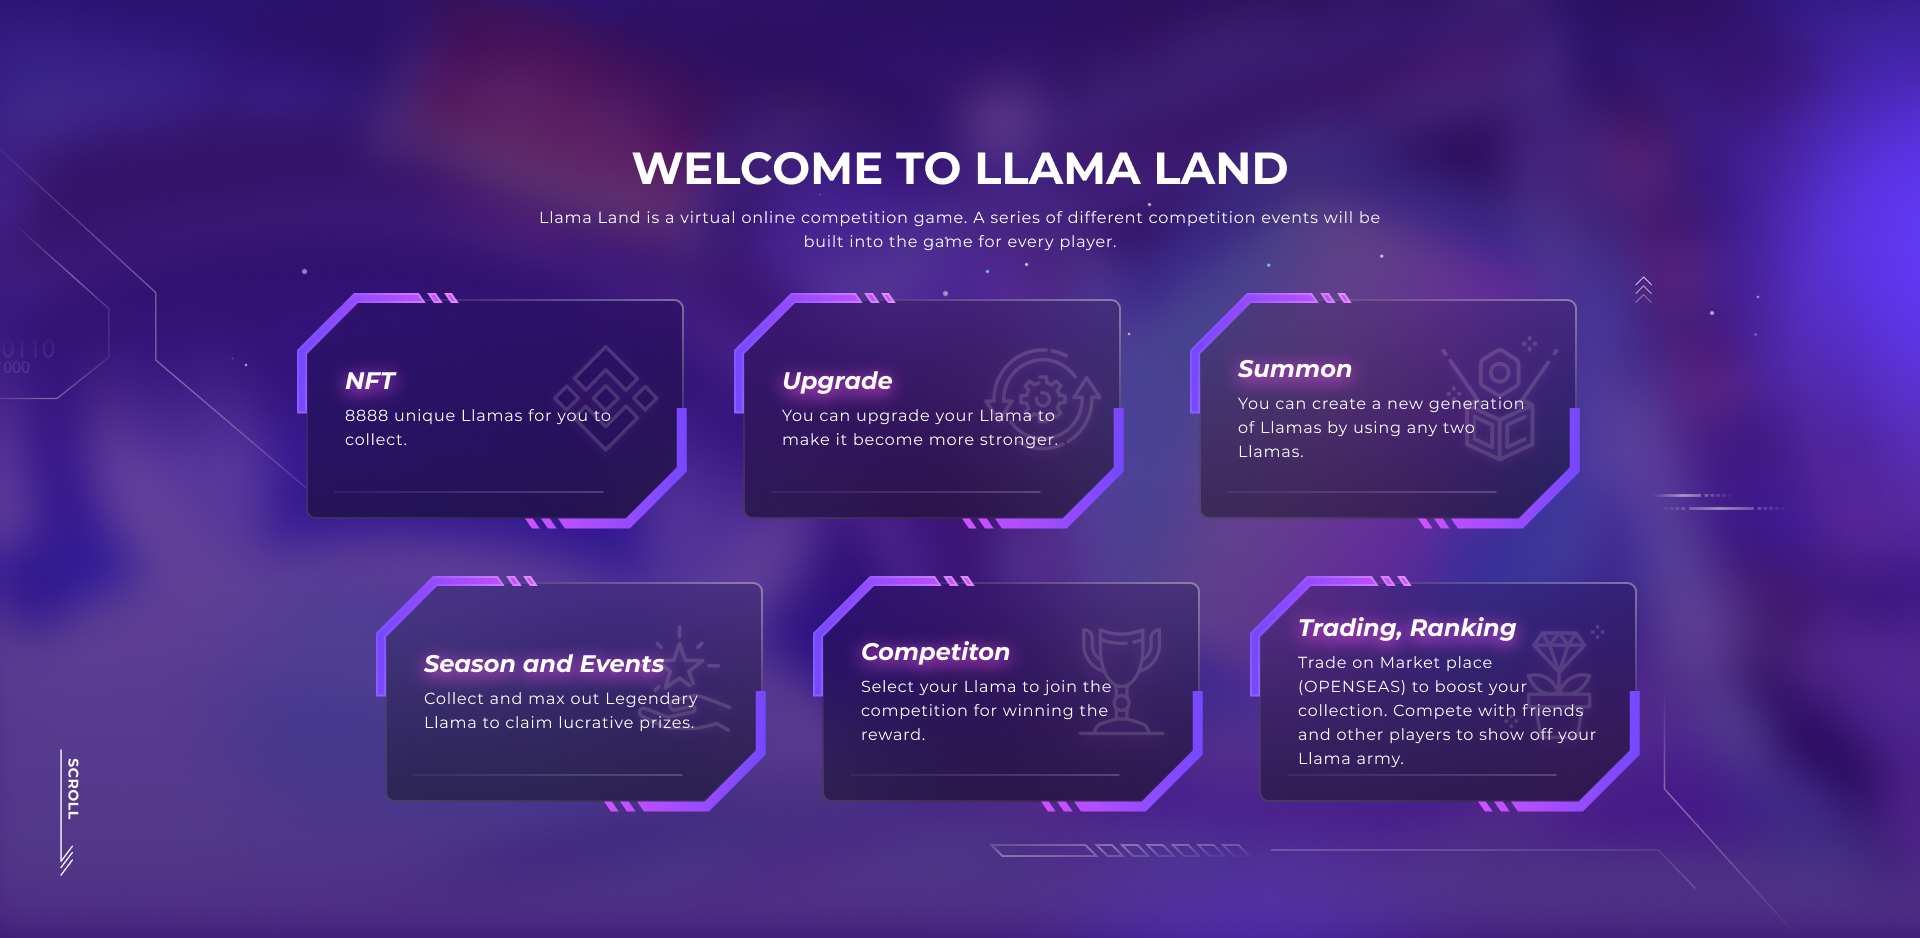 WELCOME TO LLAMA LAND
Llama Land is a virtual online competition game. A series of different competition events will be
built into the game for every player.
0110
000
NFT
8888 unique Llamas for you to
collect.
Upgrade
You can upgrade your Llama to
make it become more stronger.
Summon
You can create a new generation
of Llamas by using any two
Llamas.
Season and Events
Collect and max out Legendary
Llama to claim lucrative prizes.
Competiton
Select your Llama to join the
competition for winning the
reward.
Trading, Ranking
Trade on Market place
(OPENSEAS) to boost your
collection. Compete with friends
and other players to show off your
Llama army.
SCROLL